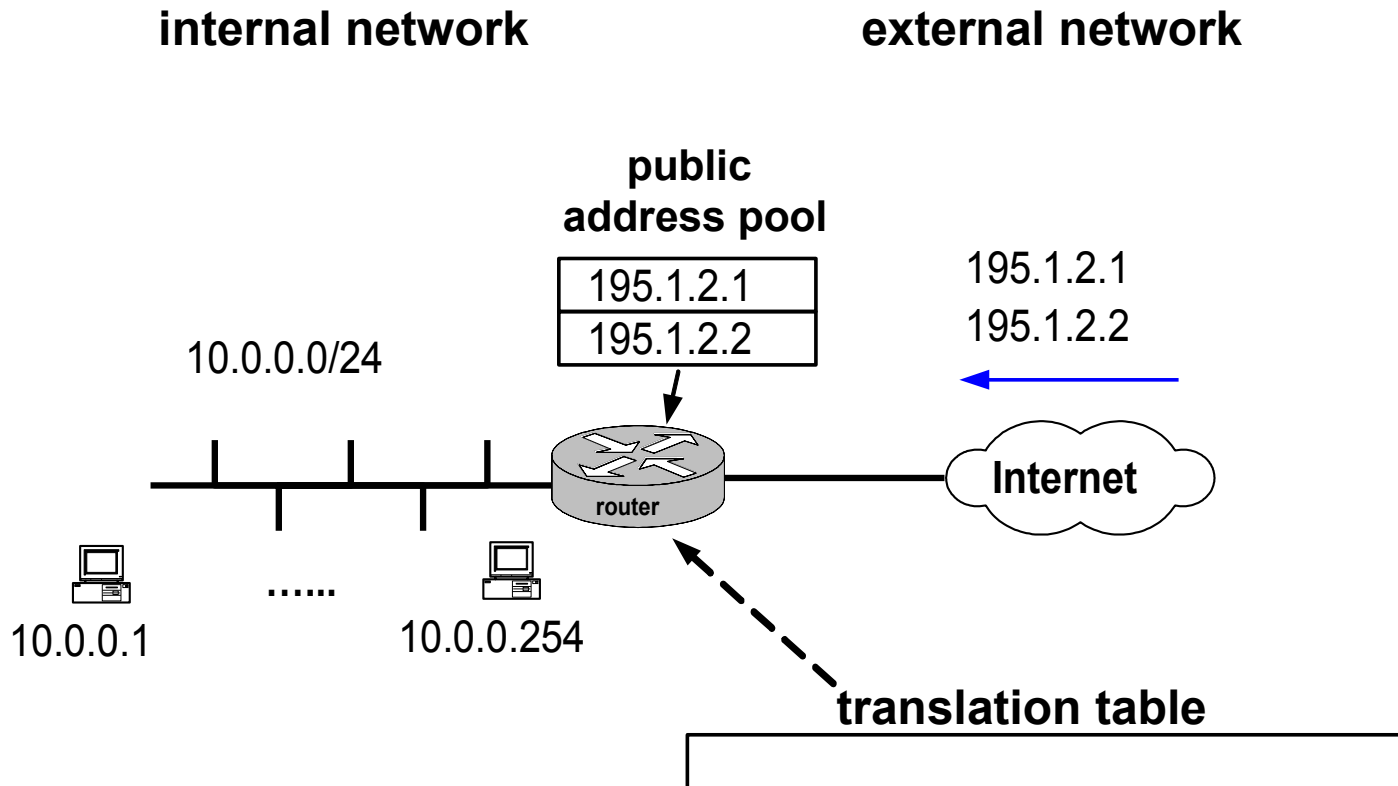 internal network
external network
public
address pool
195.1.2.1
195.1.2.2
195.1.2.1
195.1.2.2
10.0.0.0/24
router
Internet
…...
10.0.0.1
10.0.0.254
translation table